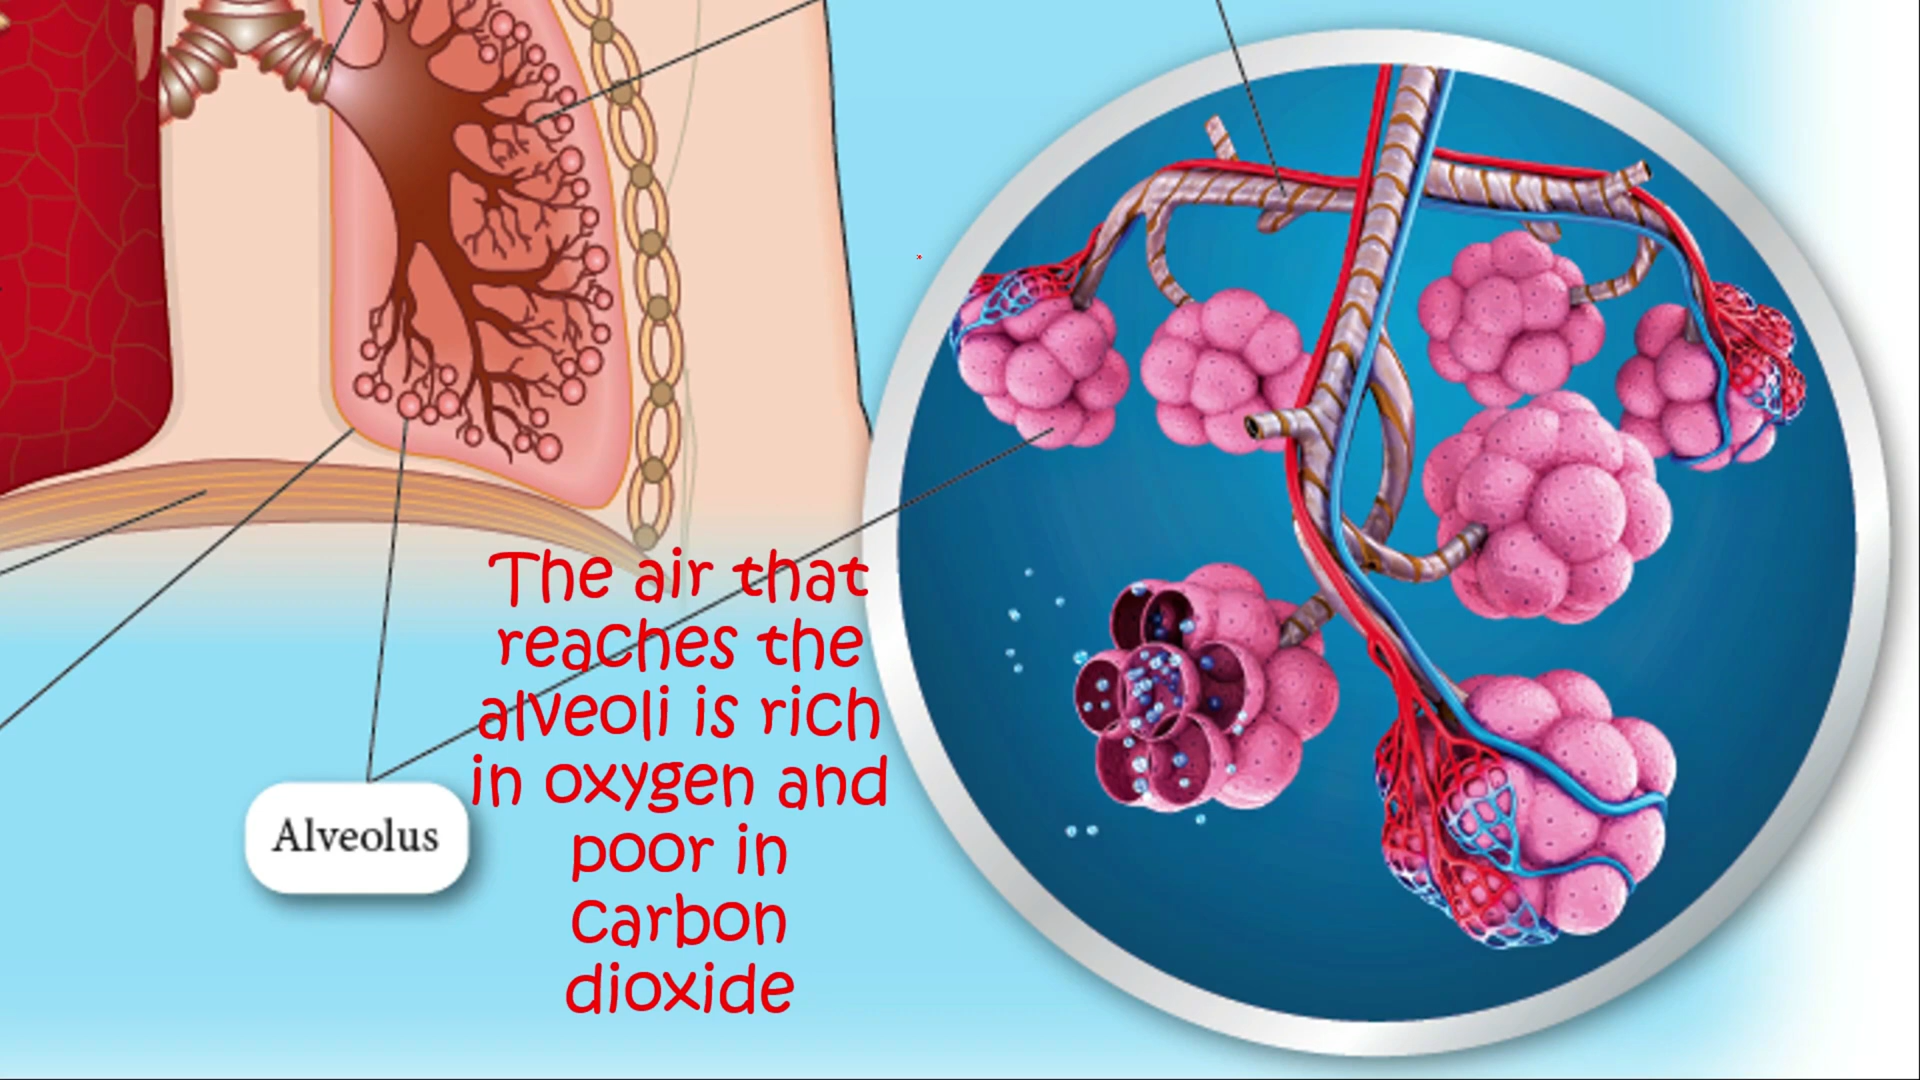 The air that
reaches the
alveoli is rich
in oxygen and
poor in
carbon
dioxide
Alveolus